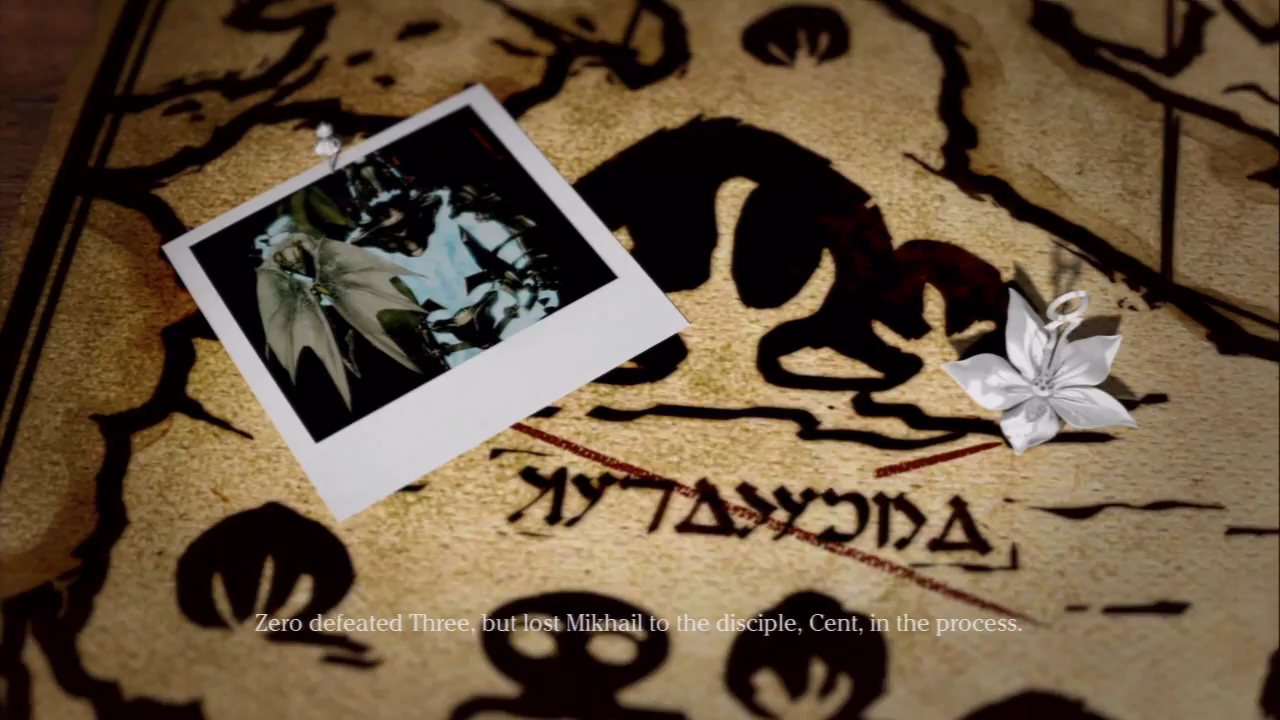 Zero defeated Three, but lost Mikhail to the disciple, Cent, in the process.